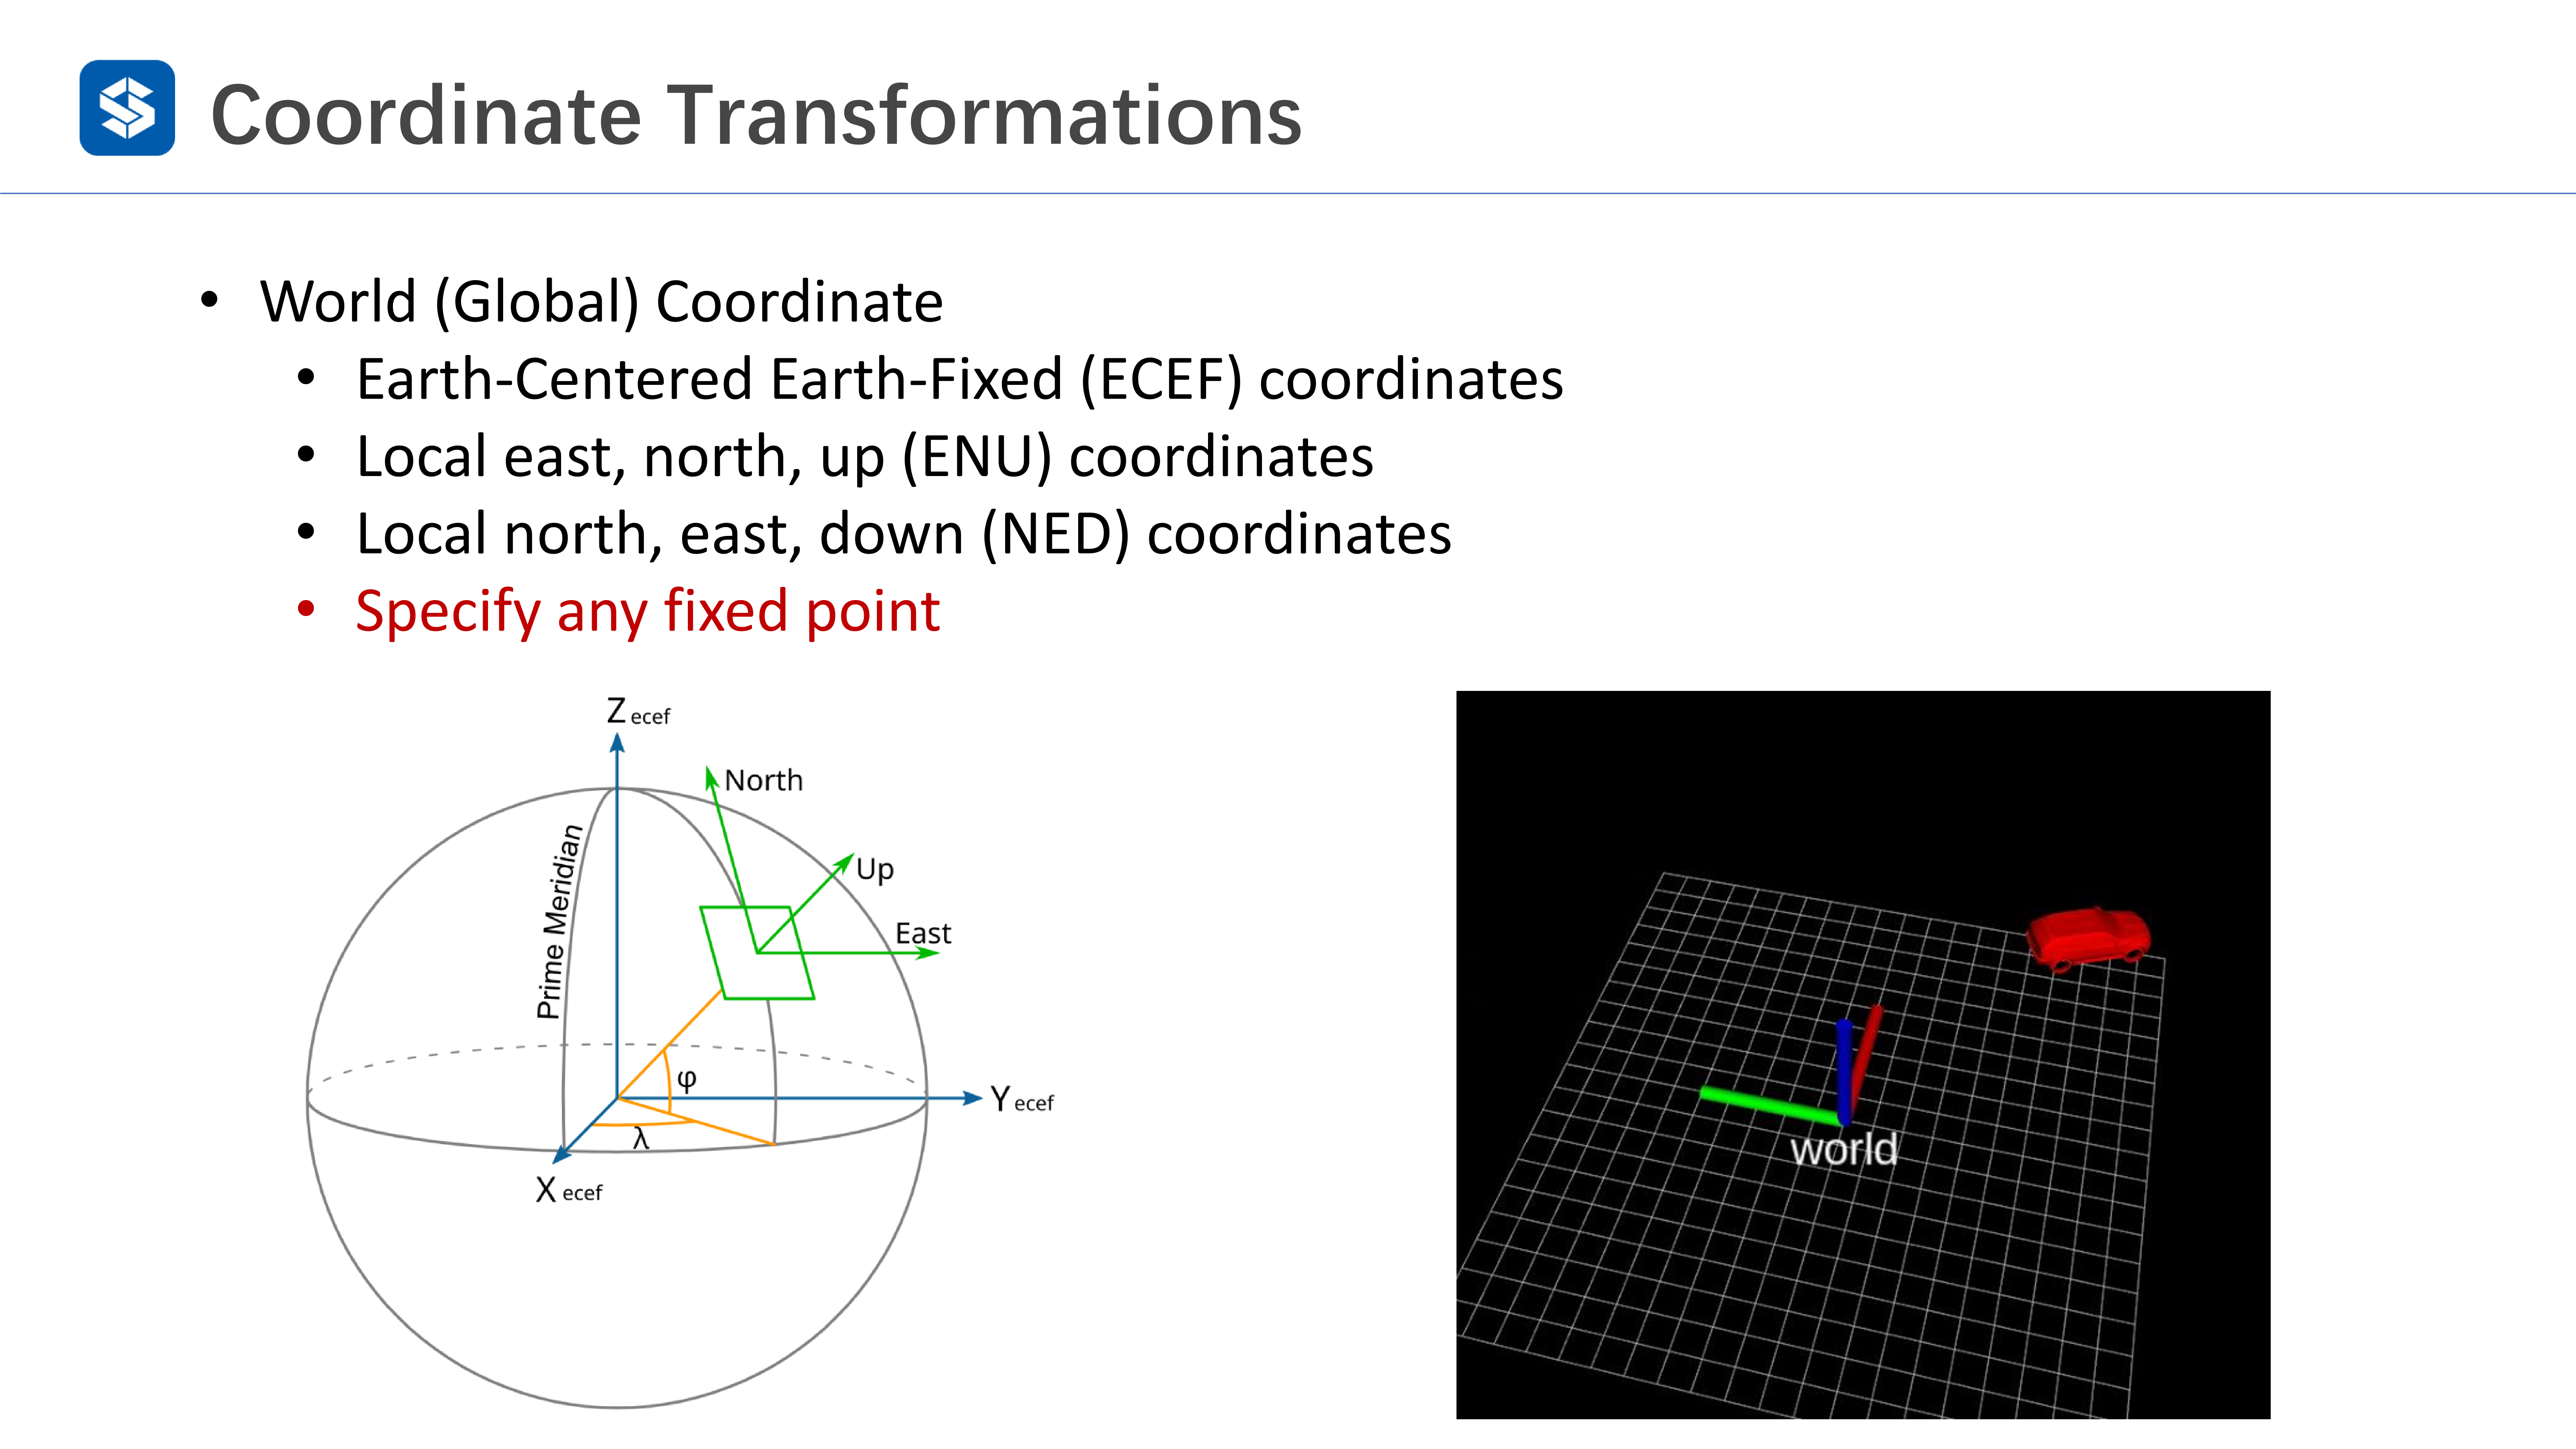 Coordinate Transformations
• World (Global) Coordinate
• Earth-Centered Earth-Fixed (ECEF) coordinates
• Local east, north, up (ENU) coordinates
• Local north, east, down (NED) coordinates
• Specify any fixed point
Z ecef
North
Up
East
Prime Meridian
φ
Y ecef
λ
X ecef
world